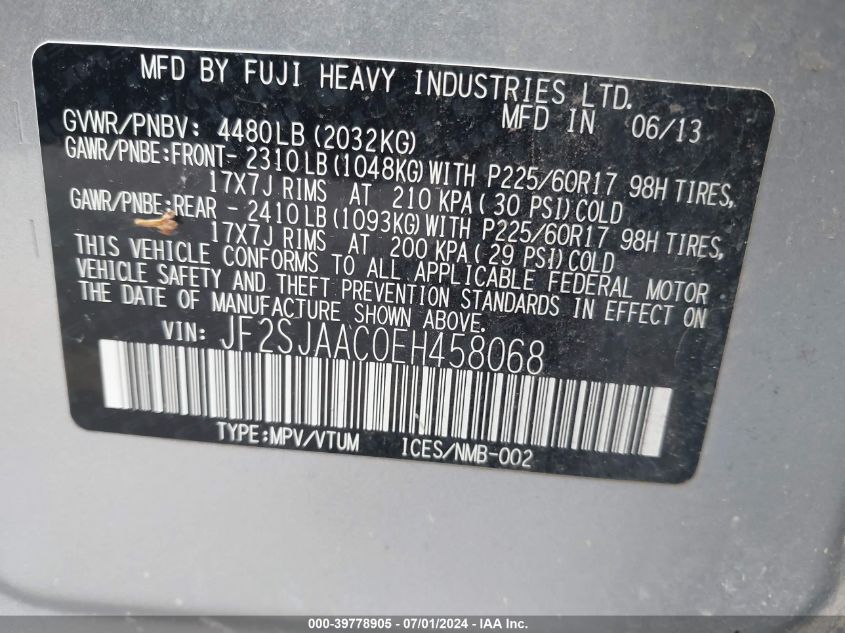 MFD BY FUJI HEAVY INDUSTRIES LTD.
MFD IN 06/13
GVWR/PNBV: 4480LB (2032KG)
GAWR/PNBE:FRONT- 2310LB (1048KG) WITH P225/60R17 98H TIRES,
17X7J RIMS AT 210 KPA (30 PSI) COLD
GAWR/PNBE:REAR - 2410LB (1093KG) WITH P225/60R17 98H TIRES,
17X7J RIMS AT 200 KPA (29 PSI) COLD
THIS VEHICLE CONFORMS TO ALL APPLICABLE FEDERAL MOTOR
VEHICLE SAFETY AND THEFT PREVENTION STANDARDS IN EFFECT ON
THE DATE OF MANUFACTURE SHOWN ABOVE.
VIN: JF2SJAAC0EH458068
TYPE:MPV/VTUM ICES/NMB-002
000-39778905 - 07/01/2024 - IAA Inc.